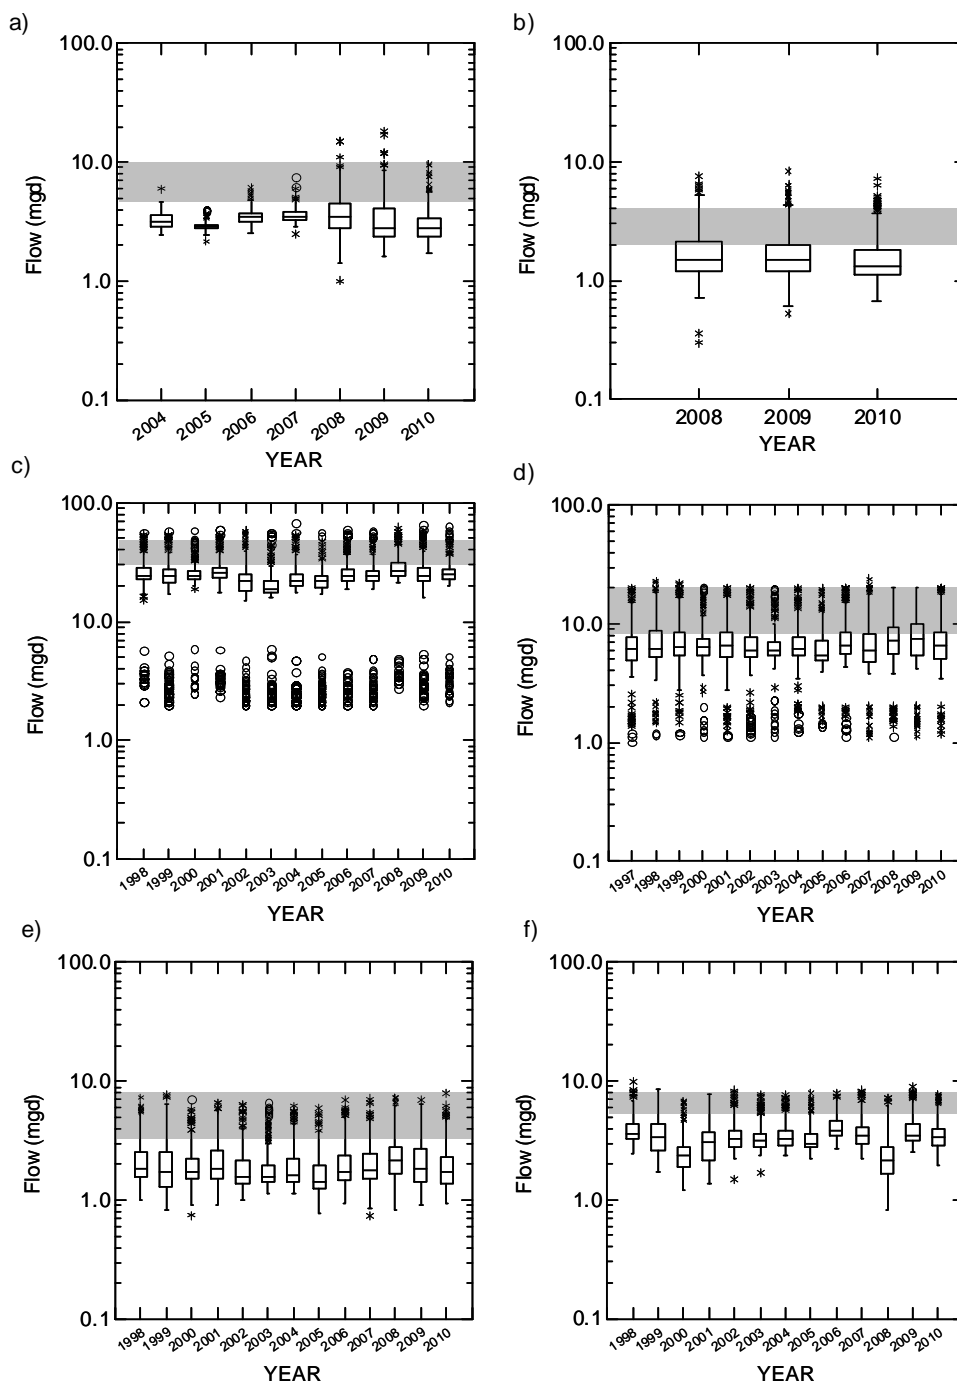 a)
100.0
10.0
1.0
0.1
Flow (mgd)
2004 2005 2006 2007 2008 2009 2010
YEAR
b)
100.0
10.0
1.0
0.1
Flow (mgd)
2008 2009 2010
YEAR
c)
100.0
10.0
1.0
0.1
Flow (mgd)
1998 1999 2000 2001 2002 2003 2004 2005 2006 2007 2008 2009 2010
YEAR
d)
100.0
10.0
1.0
0.1
Flow (mgd)
1997 1998 1999 2000 2001 2002 2003 2004 2005 2006 2007 2008 2009 2010
YEAR
e)
100.0
10.0
1.0
0.1
Flow (mgd)
1998 1999 2000 2001 2002 2003 2004 2005 2006 2007 2008 2009 2010
YEAR
f)
100.0
10.0
1.0
0.1
Flow (mgd)
1998 1999 2000 2001 2002 2003 2004 2005 2006 2007 2008 2009 2010
YEAR